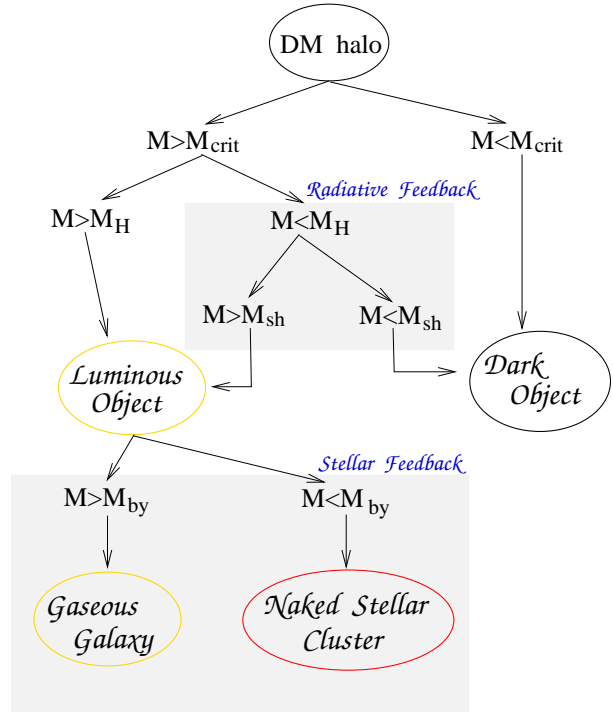 DM halo
M>Mcrit
M<Mcrit
Radiative Feedback
M>MH
M<MH
M>Msh
M<Msh
Luminous
Object
Dark
Object
Stellar Feedback
M>Mby
M<Mby
Gaseous
Galaxy
Naked Stellar
Cluster